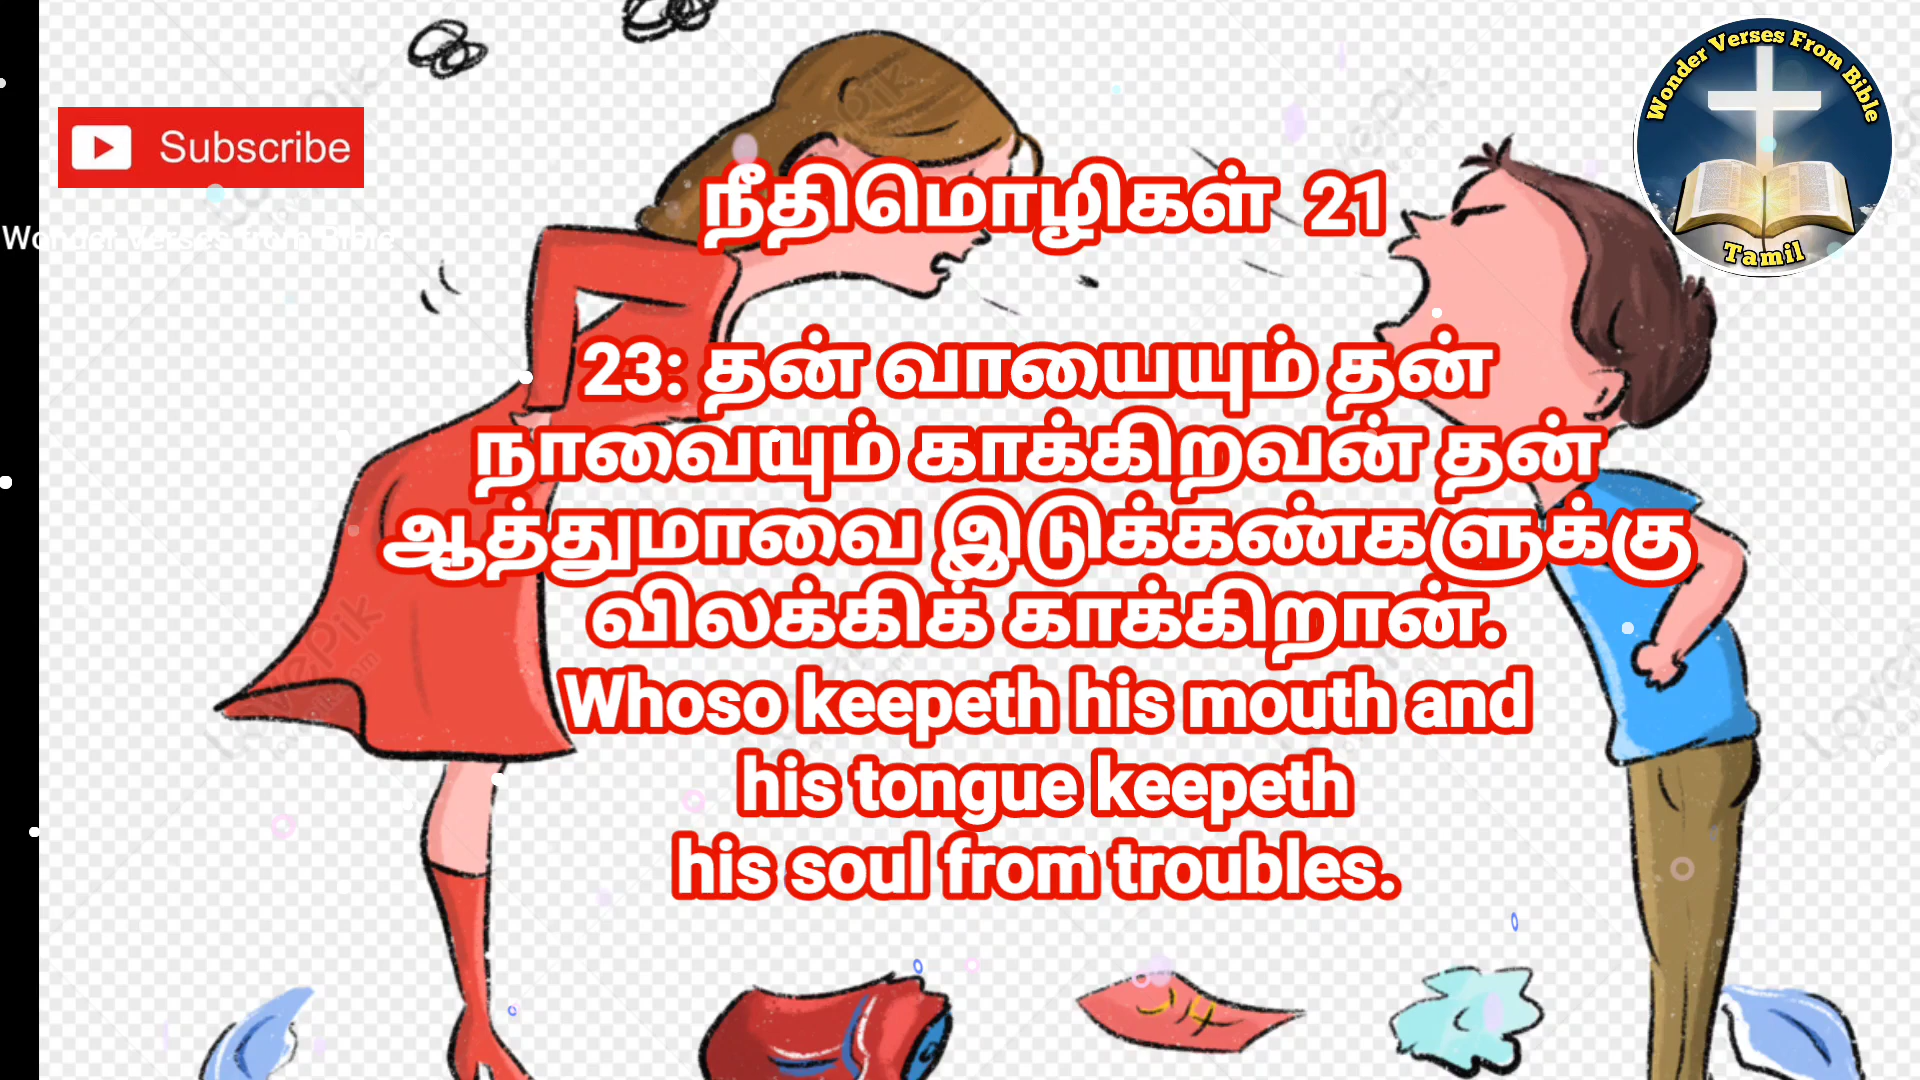 Wonder Verses From Bible
Tamil
Subscribe
நீதிமொழிகள் 21
23: தன் வாயையும் தன்
நாவையும் காக்கிறவன் தன்
ஆத்துமாவை இடுக்கண்களுக்கு
விலக்கிக் காக்கிறான்.
Whoso keepeth his mouth and
his tongue keepeth
his soul from troubles.